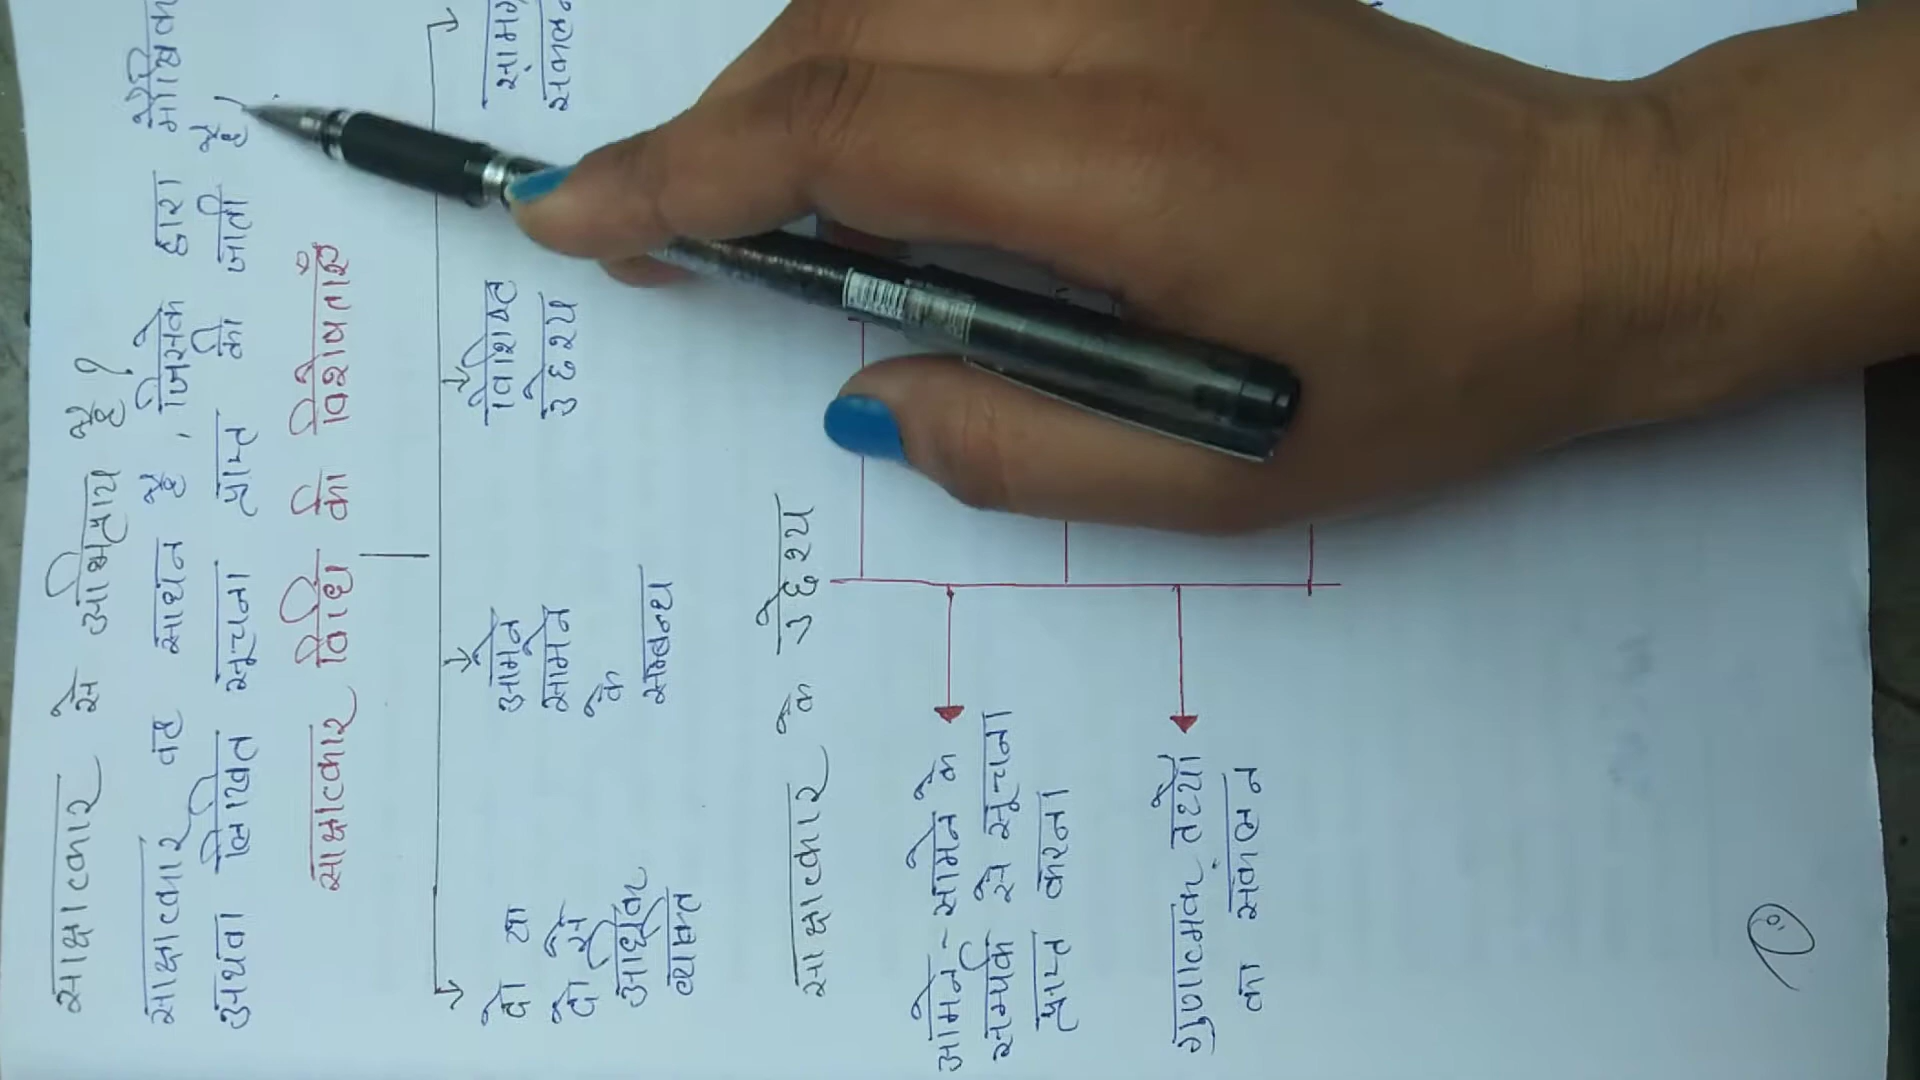 साक्षात्कार से अभिप्राय है ?
साक्षात्कार वह साधन है, जिसके द्वारा मौखिक
अथवा लिखित सूचना प्राप्त की जाती है
साक्षात्कार विधि की विशेषताएँ
दो या
दो से
अधिक
व्यक्ति
आमने
सामने
के
सम्बन्ध
विशिष्ट
उद्देश्य
संकलन
साक्षात्कार के उद्देश्य
आमने-सामने के
सम्पर्क से सूचना
प्राप्त करना
गुणात्मक तथ्यों
का संकलन